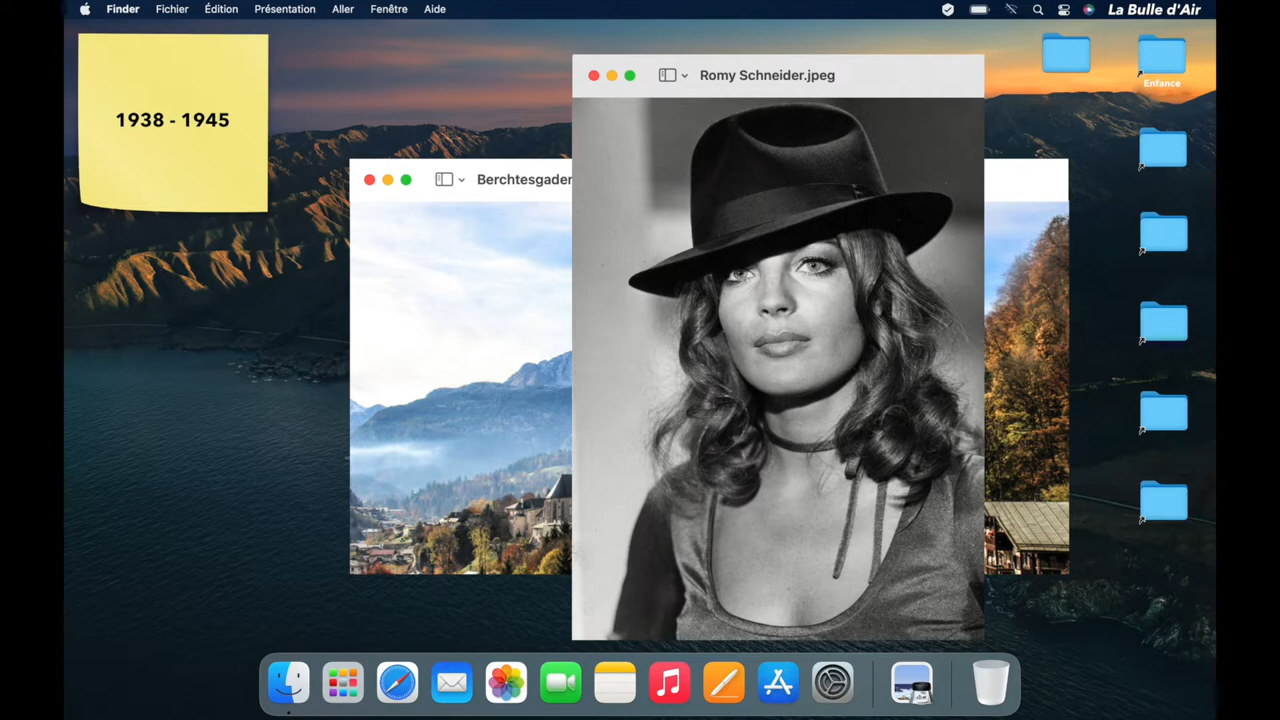 Finder Fichier Édition Présentation Aller Fenêtre Aide
La Bulle d'Air
1938 - 1945
Romy Schneider.jpeg
Enfance
Berchtesgaden